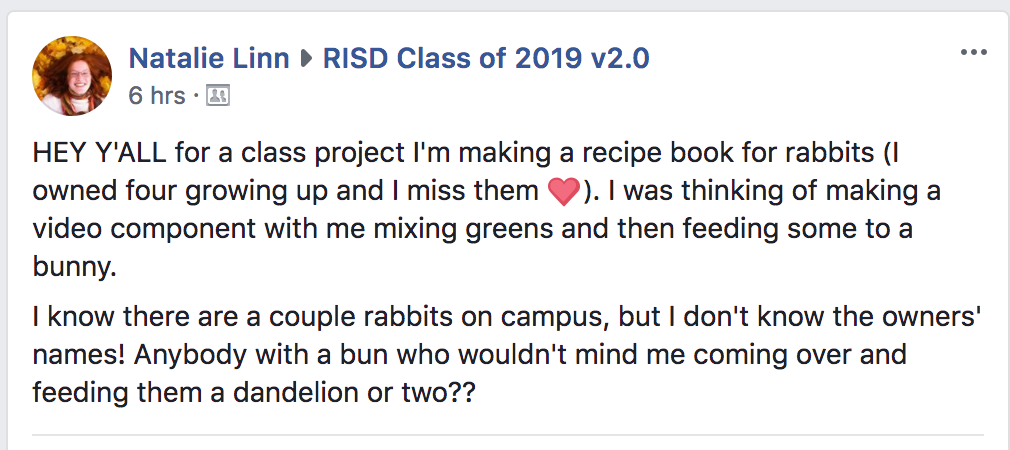 Natalie Linn ▶ RISD Class of 2019 v2.0
6 hrs ·
HEY Y'ALL for a class project I'm making a recipe book for rabbits (I
owned four growing up and I miss them ❤). I was thinking of making a
video component with me mixing greens and then feeding some to a
bunny.
I know there are a couple rabbits on campus, but I don't know the owners'
names! Anybody with a bun who wouldn't mind me coming over and
feeding them a dandelion or two??